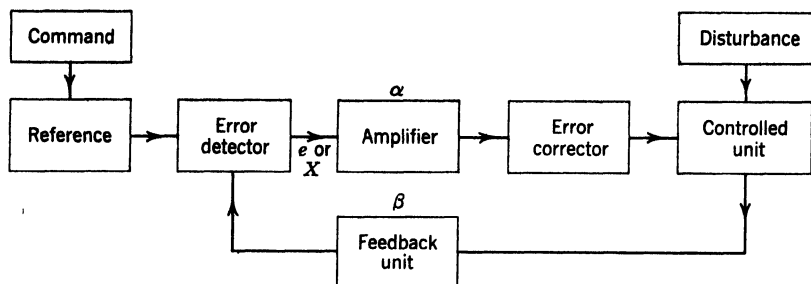 Command
Disturbance
α
Reference
Error
detector
Amplifier
Error
corrector
Controlled
unit
e or
X
β
Feedback
unit